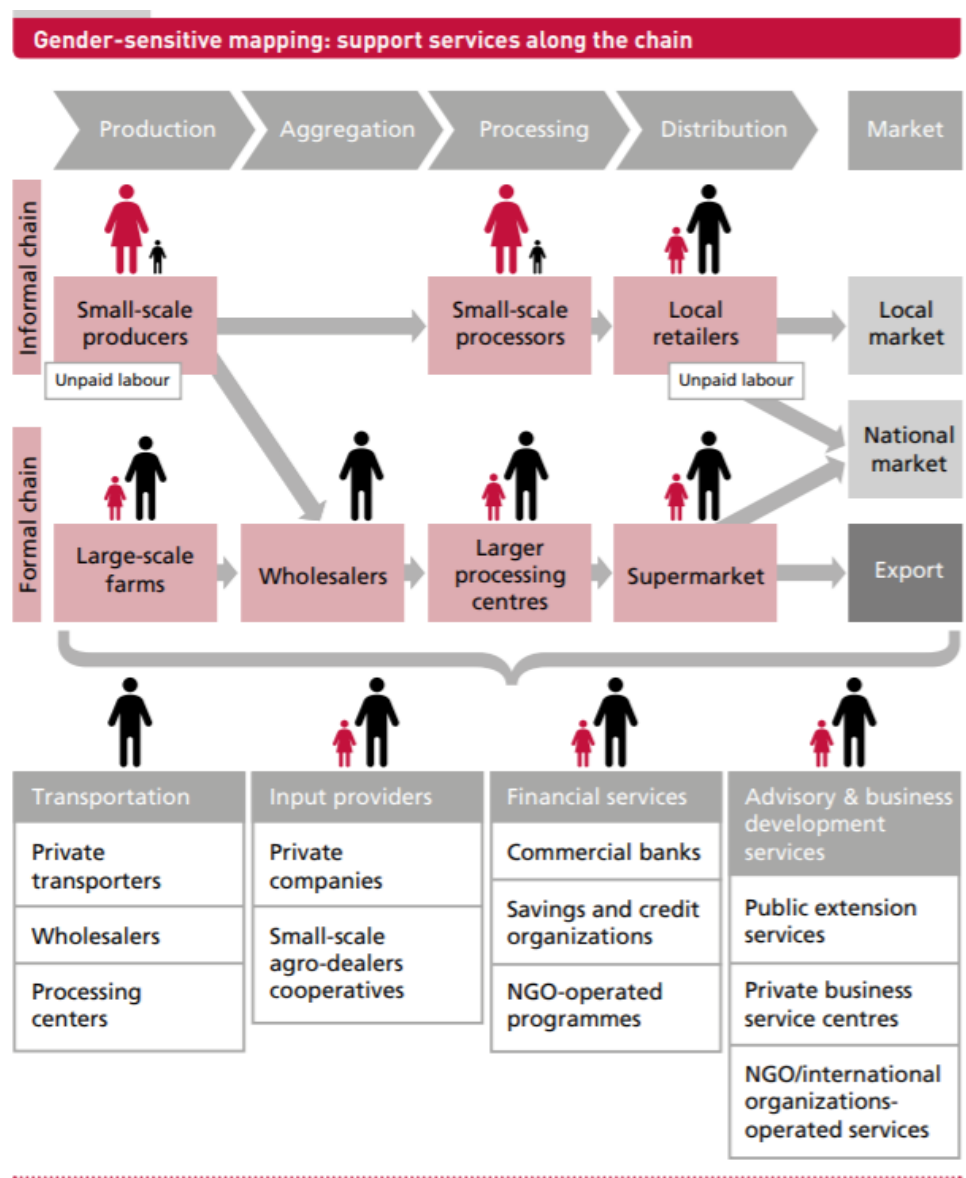 Gender-sensitive mapping: support services along the chain
Production
Aggregation
Processing
Distribution
Market
Informal chain
Small-scale
producers
Unpaid labour
Small-scale
processors
Local
retailers
Unpaid labour
Local
market
National
market
Formal chain
Large-scale
farms
Wholesalers
Larger
processing
centres
Supermarket
Export
Transportation
Private
transporters
Wholesalers
Processing
centers
Input providers
Private
companies
Small-scale
agro-dealers
cooperatives
Financial services
Commercial banks
Savings and credit
organizations
NGO-operated
programmes
Advisory & business
development
services
Public extension
services
Private business
service centres
NGO/international
organizations-
operated services